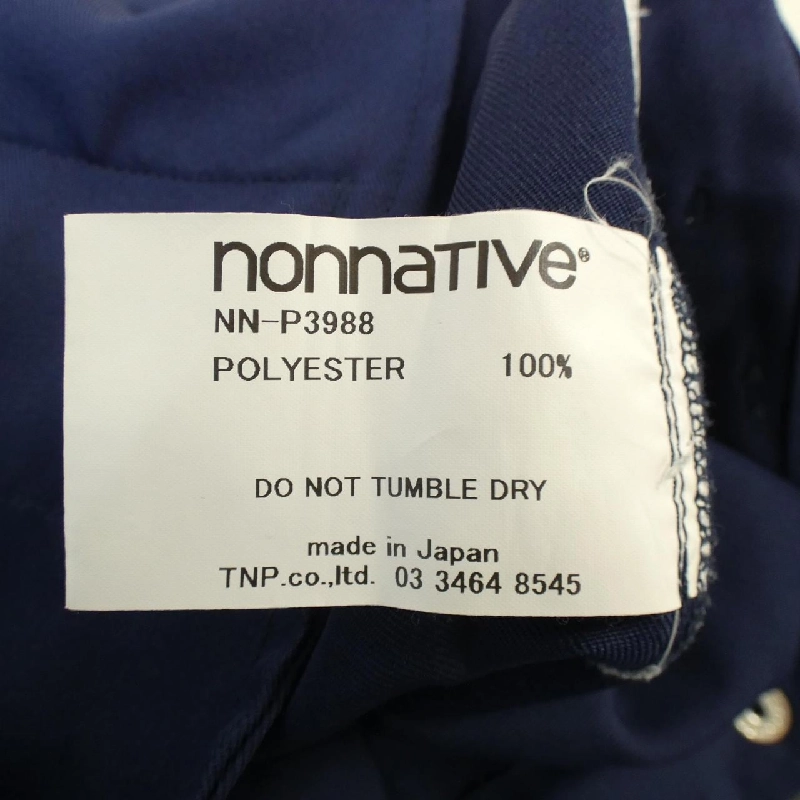 nonnative®
NN-P3988
POLYESTER 100%
DO NOT TUMBLE DRY
made in Japan
TNP.co.,ltd. 03 3464 8545